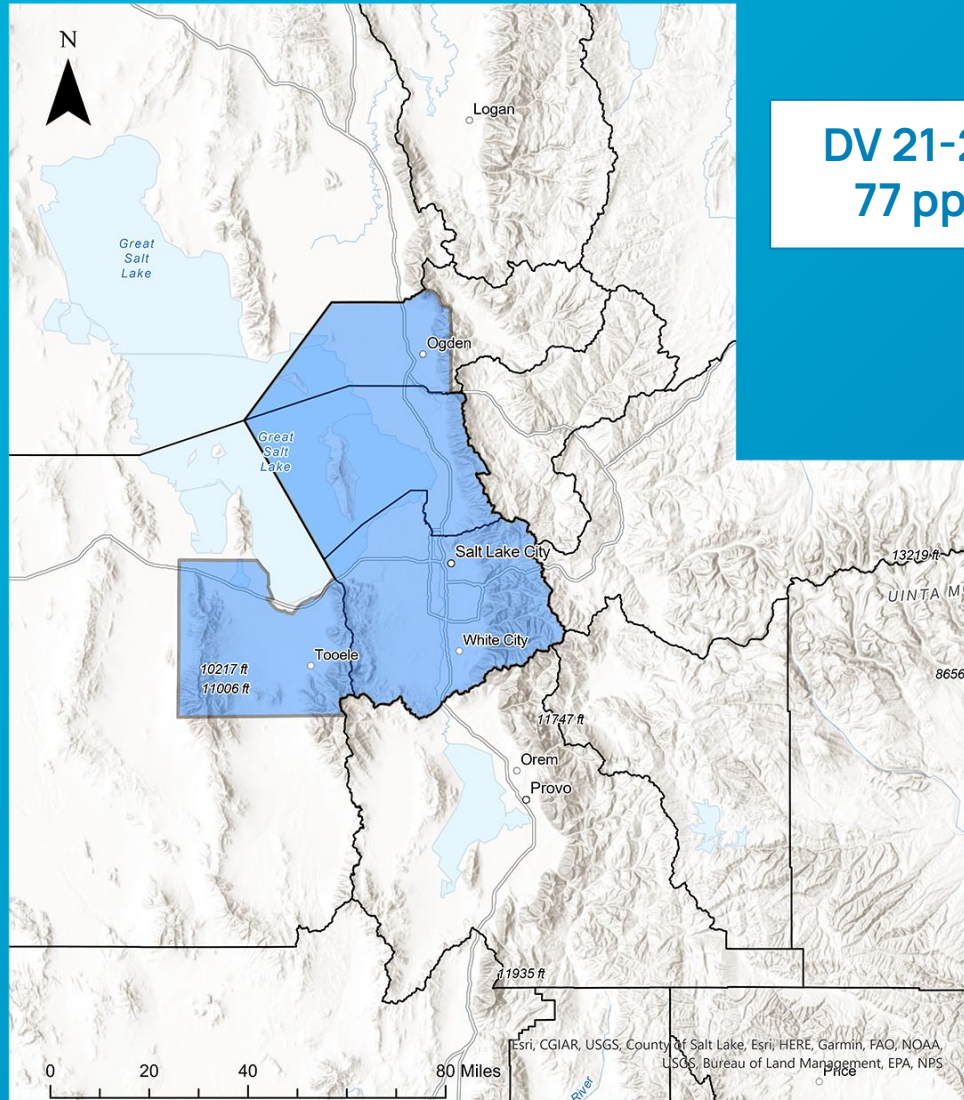 N
Logan
DV 21-2
77 pp
Great
Salt
Lake
Ogden
Great
Salt
Lake
Salt Lake City
13219 ft
UINTA M
White City
Tooele
10217 ft
11006 ft
8656
11747 ft
Orem
Provo
11935 ft
Esri, CGIAR, USGS, County of Salt Lake, Esri, HERE, Garmin, FAO, NOAA,
USGS, Bureau of Land Management, EPA, NPS
Price
River
0 20 40 80 Miles